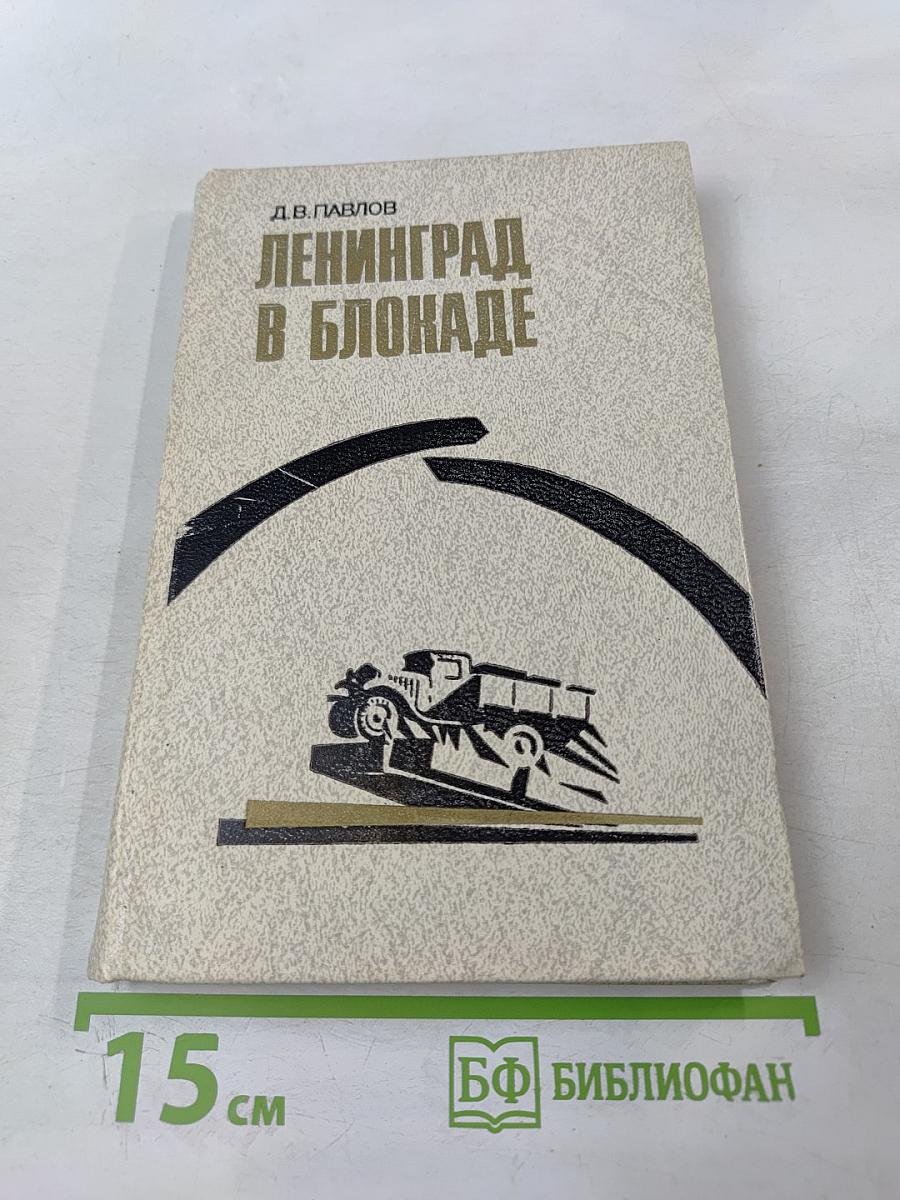 Д.В.ПАВЛОВ
ЛЕНИНГРАД
В БЛОКАДЕ
15 см
БФ БИБЛИОФАН